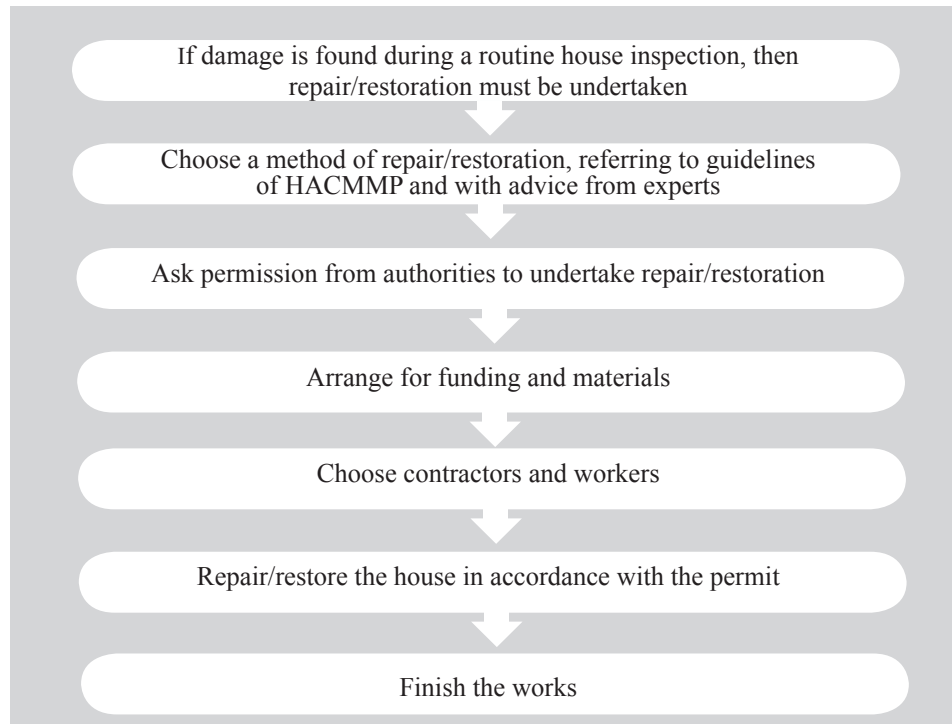 If damage is found during a routine house inspection, then
repair/restoration must be undertaken
Choose a method of repair/restoration, referring to guidelines
of HACMMP and with advice from experts
Ask permission from authorities to undertake repair/restoration
Arrange for funding and materials
Choose contractors and workers
Repair/restore the house in accordance with the permit
Finish the works